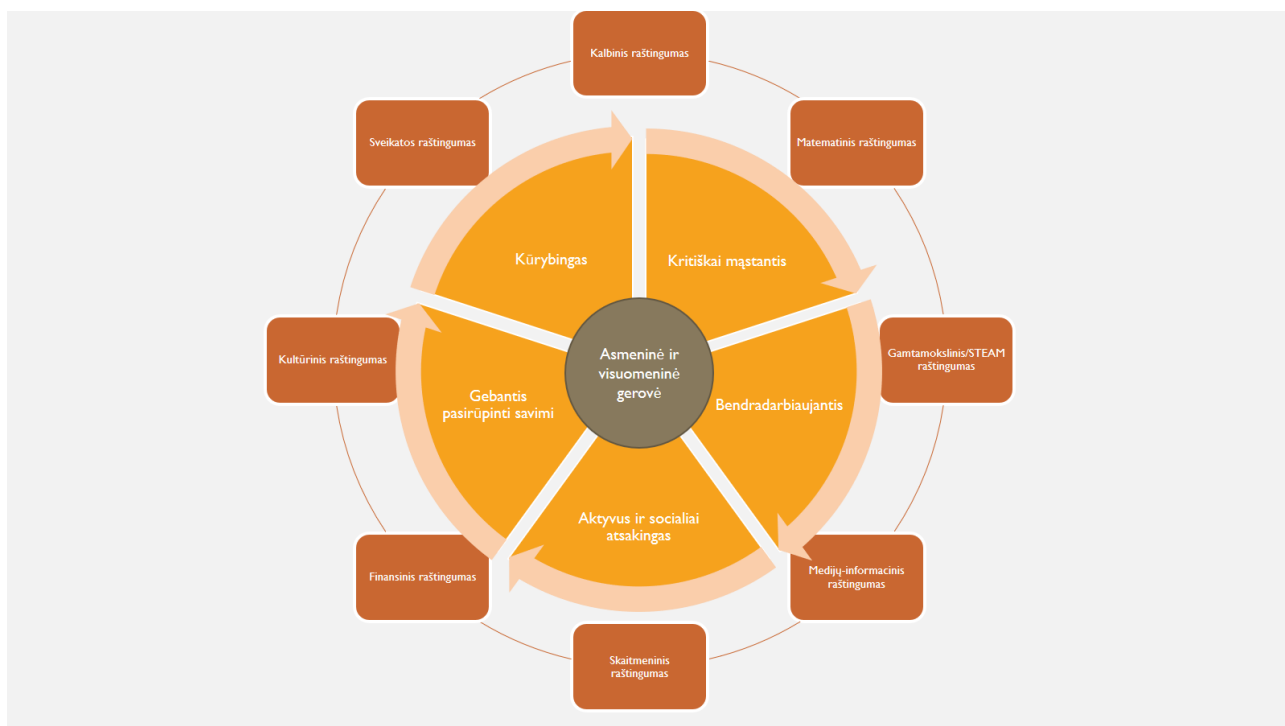 Kalbinis raštingumas
Sveikatos raštingumas
Matematinis raštingumas
Kūrybingas
Kritiškai mąstantis
Kultūrinis raštingumas
Asmeninė ir
visuomeninė
gerovė
Gamtamokslinis/STEAM
raštingumas
Gebantis
pasirūpinti savimi
Bendradarbiaujantis
Aktyvus ir socialiai
atsakingas
Finansinis raštingumas
Medijų-informacinis
raštingumas
Skaitmeninis
raštingumas